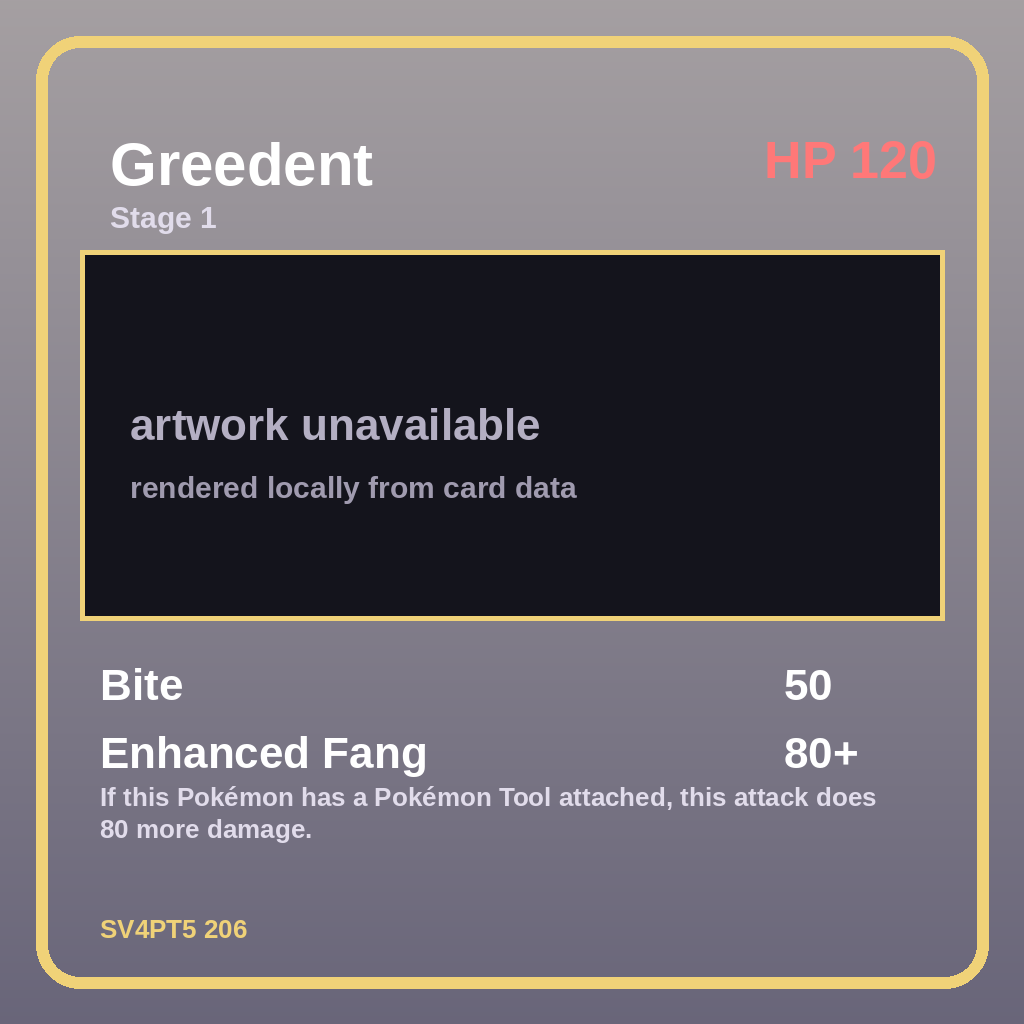 Greedent
HP 120
Stage 1
artwork unavailable
rendered locally from card data
Bite 50
Enhanced Fang 80+
If this Pokémon has a Pokémon Tool attached, this attack does
80 more damage.
SV4PT5 206